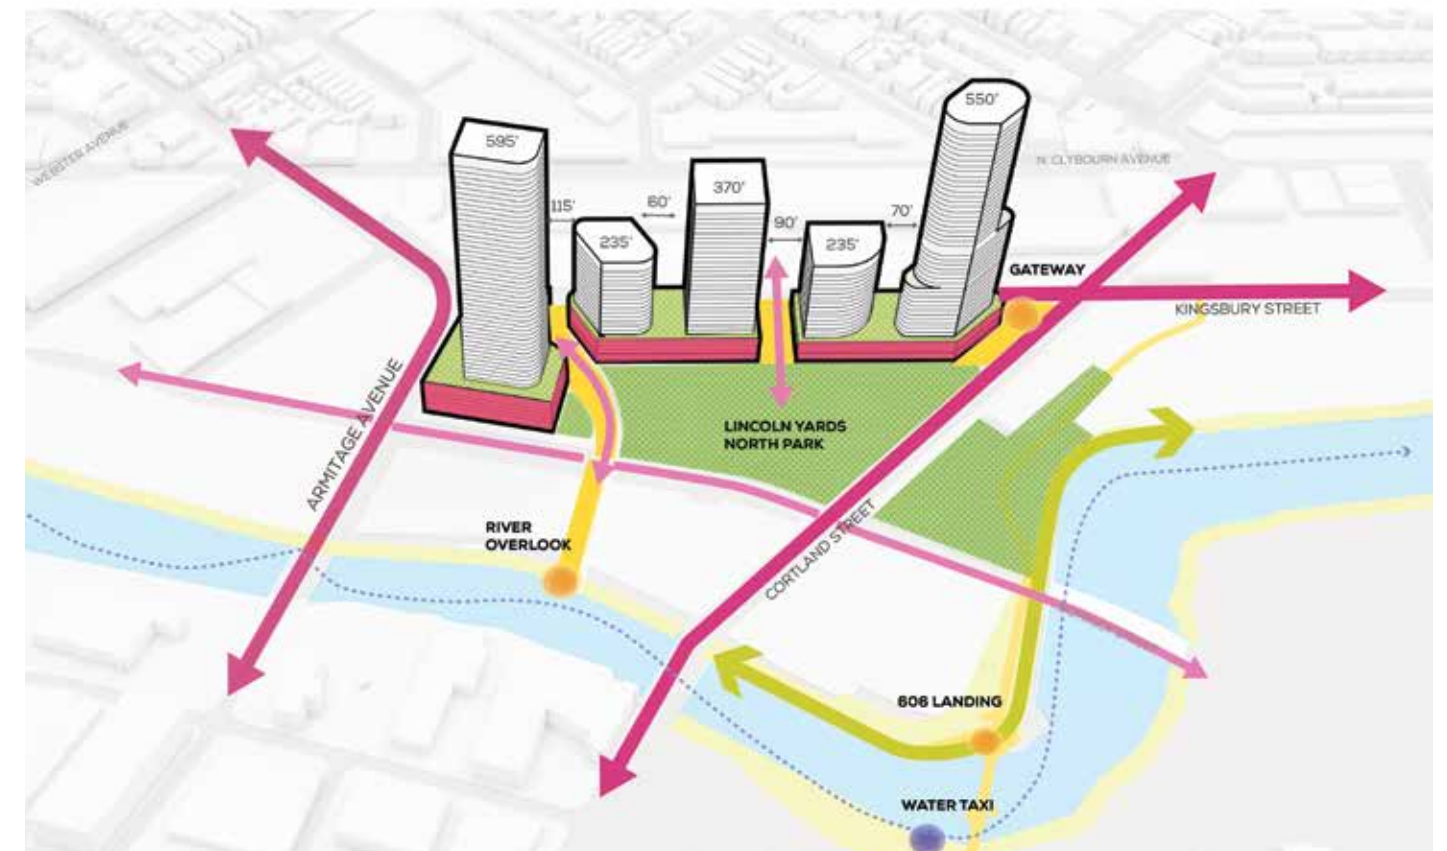 550'
595'
WEBSTER AVENUE
N. CLYBOURN AVENUE
370'
115'
60'
90'
70'
235'
235'
GATEWAY
KINGSBURY STREET
ARMITAGE AVENUE
LINCOLN YARDS
NORTH PARK
RIVER
OVERLOOK
CORTLAND STREET
606 LANDING
WATER TAXI